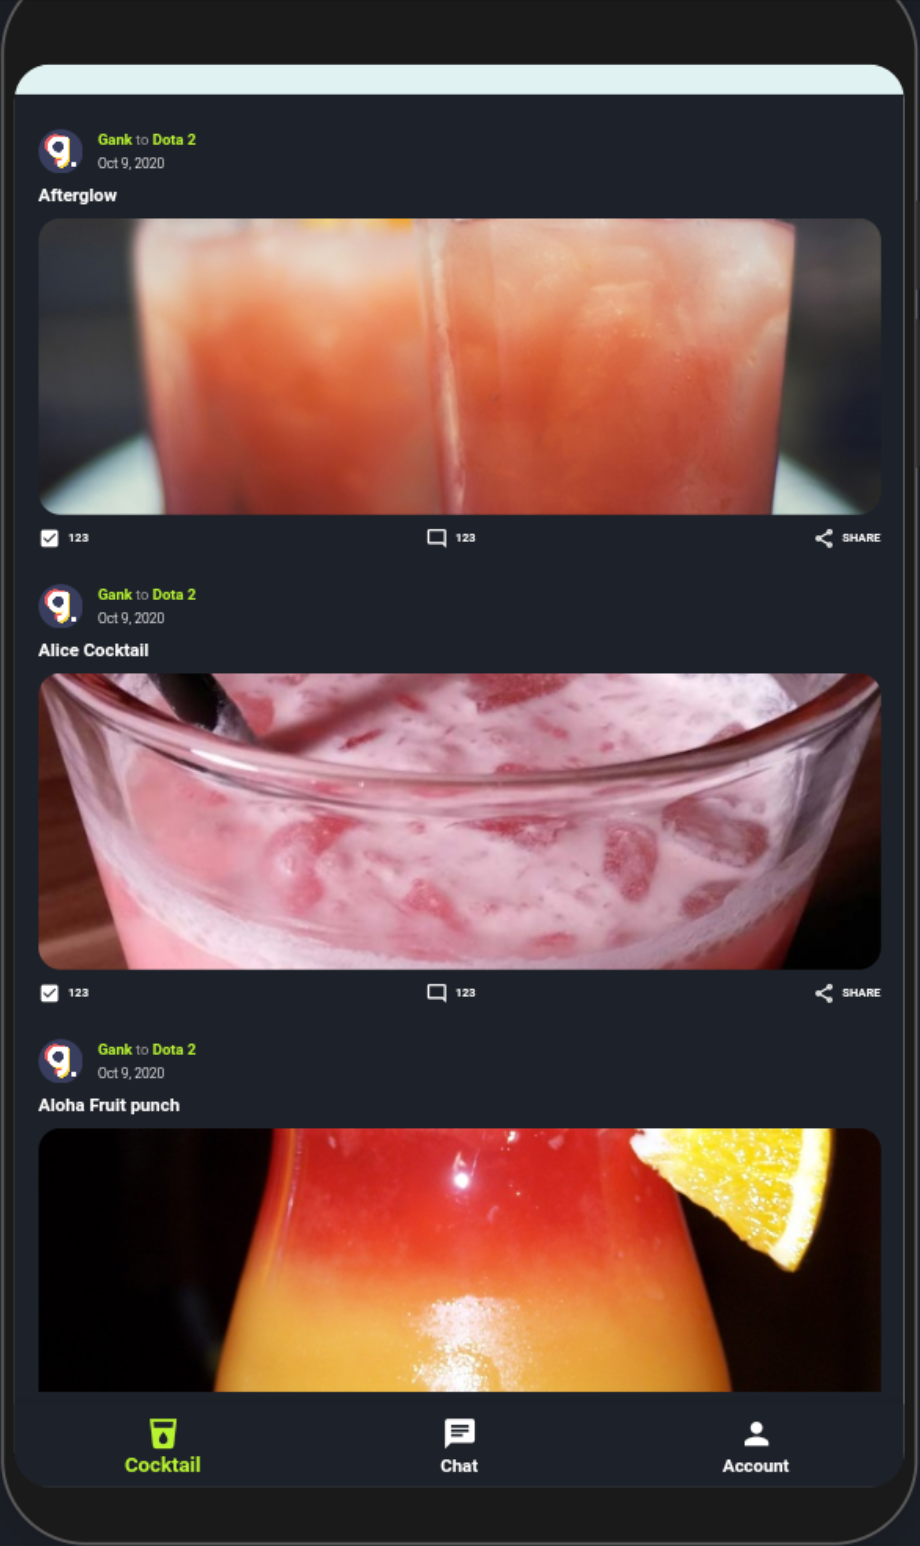 Gank to Dota 2
Oct 9, 2020
Afterglow
123 123 SHARE
Gank to Dota 2
Oct 9, 2020
Alice Cocktail
123 123 SHARE
Gank to Dota 2
Oct 9, 2020
Aloha Fruit punch
Cocktail Chat Account